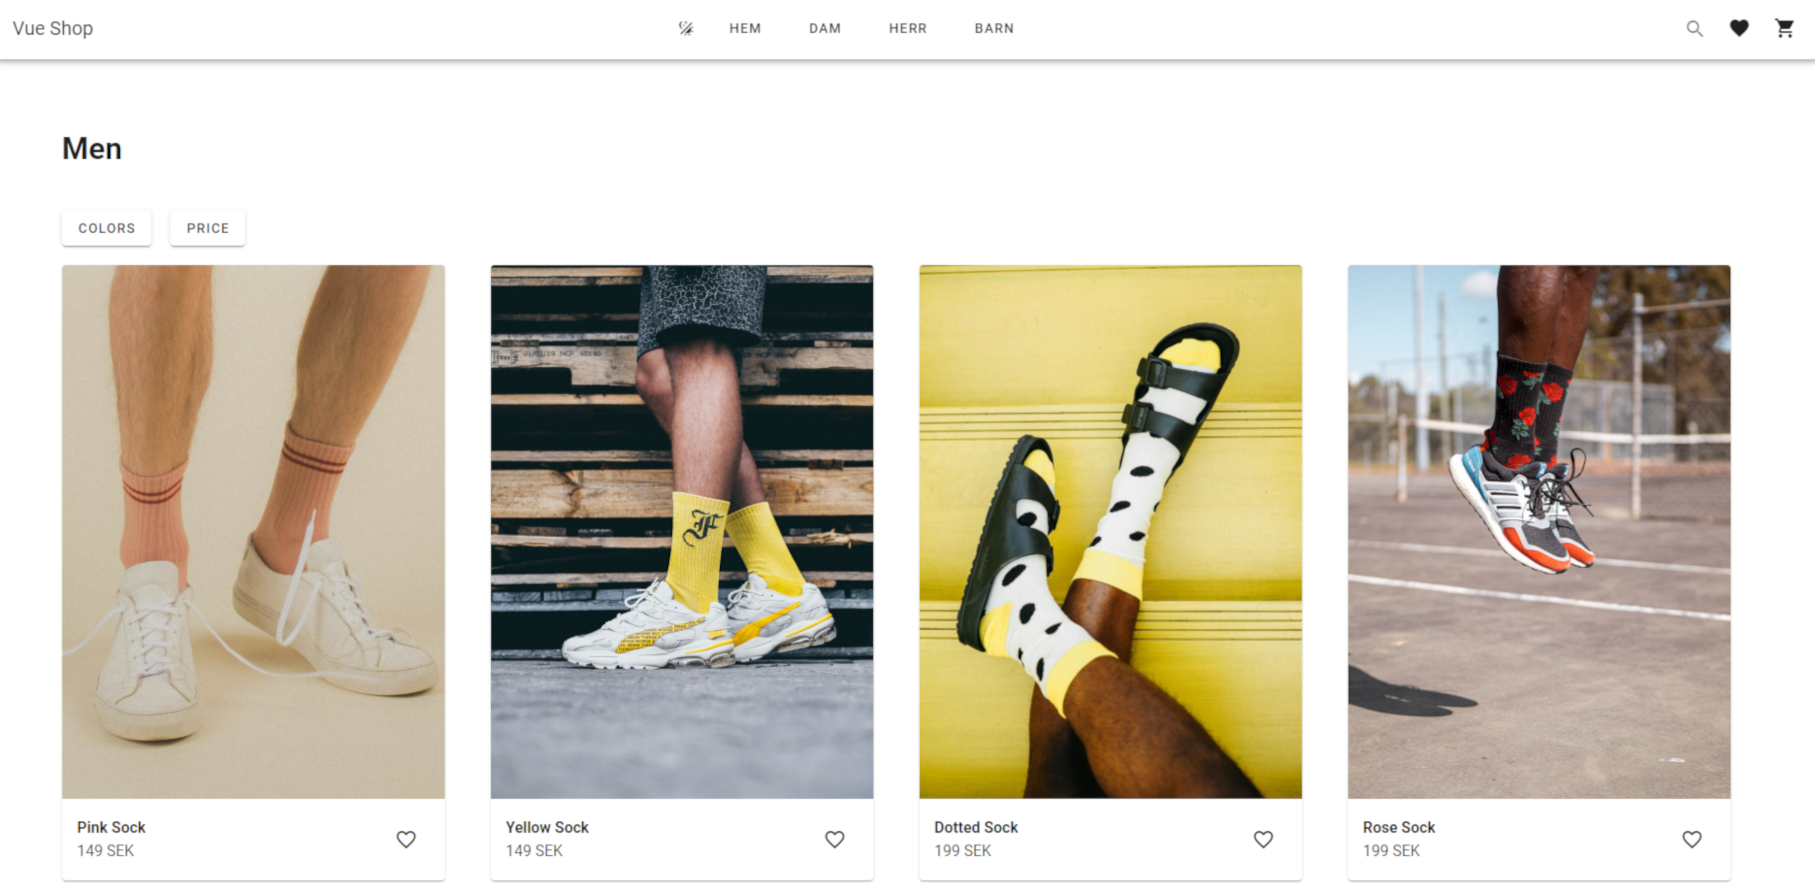 Vue Shop
HEM
DAM
HERR
BARN
Men
COLORS
PRICE
Pink Sock
149 SEK
Yellow Sock
149 SEK
Dotted Sock
199 SEK
Rose Sock
199 SEK